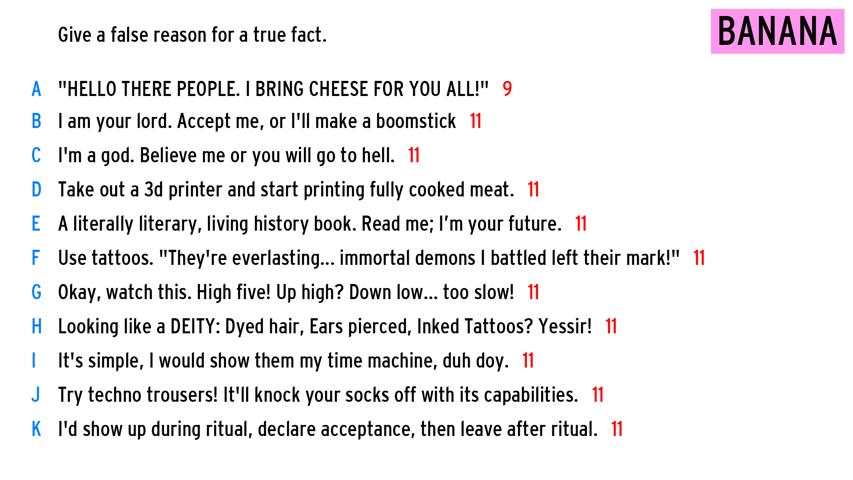 Give a false reason for a true fact.
BANANA
A "HELLO THERE PEOPLE. I BRING CHEESE FOR YOU ALL!" 9
B I am your lord. Accept me, or I'll make a boomstick 11
C I'm a god. Believe me or you will go to hell. 11
D Take out a 3d printer and start printing fully cooked meat. 11
E A literally literary, living history book. Read me; I’m your future. 11
F Use tattoos. "They're everlasting... immortal demons I battled left their mark!" 11
G Okay, watch this. High five! Up high? Down low... too slow! 11
H Looking like a DEITY: Dyed hair, Ears pierced, Inked Tattoos? Yessir! 11
I It's simple, I would show them my time machine, duh doy. 11
J Try techno trousers! It'll knock your socks off with its capabilities. 11
K I'd show up during ritual, declare acceptance, then leave after ritual. 11